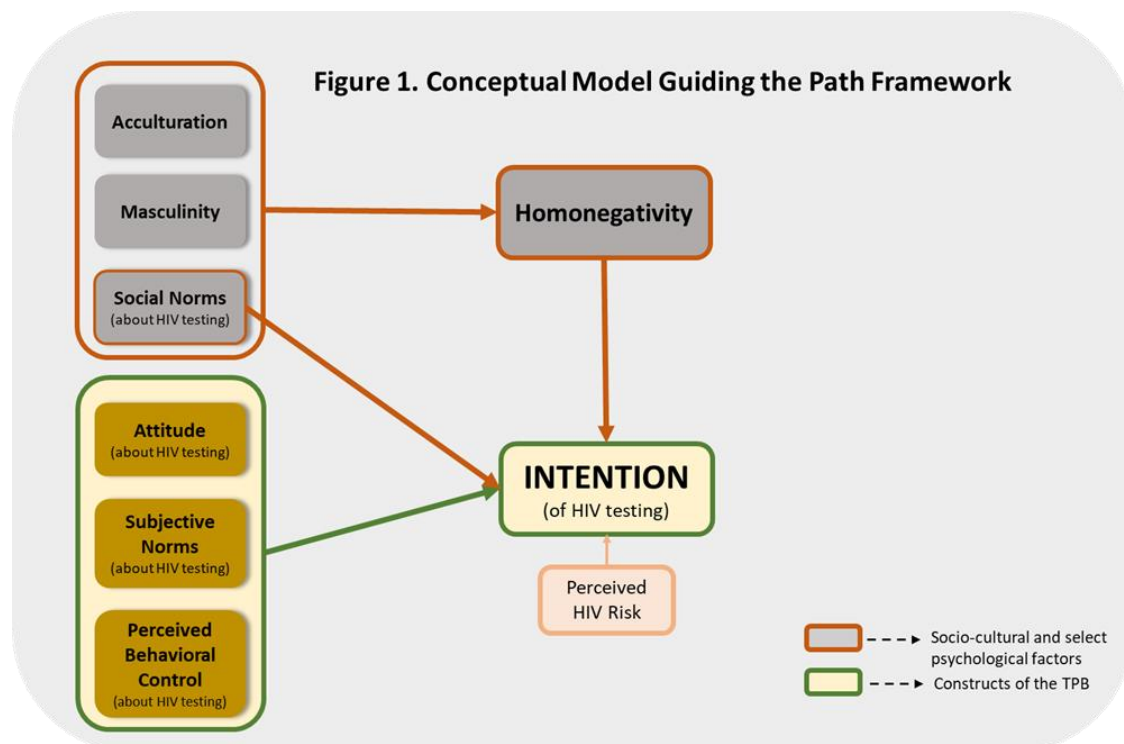 Figure 1. Conceptual Model Guiding the Path Framework
Acculturation
Masculinity
Social Norms
(about HIV testing)
Homonegativity
Attitude
(about HIV testing)
Subjective
Norms
(about HIV testing)
Perceived
Behavioral
Control
(about HIV testing)
INTENTION
(of HIV testing)
Perceived
HIV Risk
Socio-cultural and select
psychological factors
Constructs of the TPB